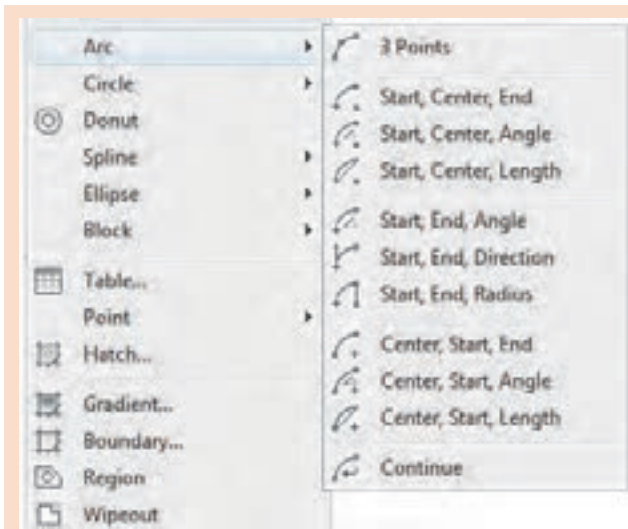 Arc
Circle
Donut
Spline
Ellipse
Block
Table...
Point
Hatch...
Gradient...
Boundary...
Region
Wipeout
3 Points
Start, Center, End
Start, Center, Angle
Start, Center, Length
Start, End, Angle
Start, End, Direction
Start, End, Radius
Center, Start, End
Center, Start, Angle
Center, Start, Length
Continue